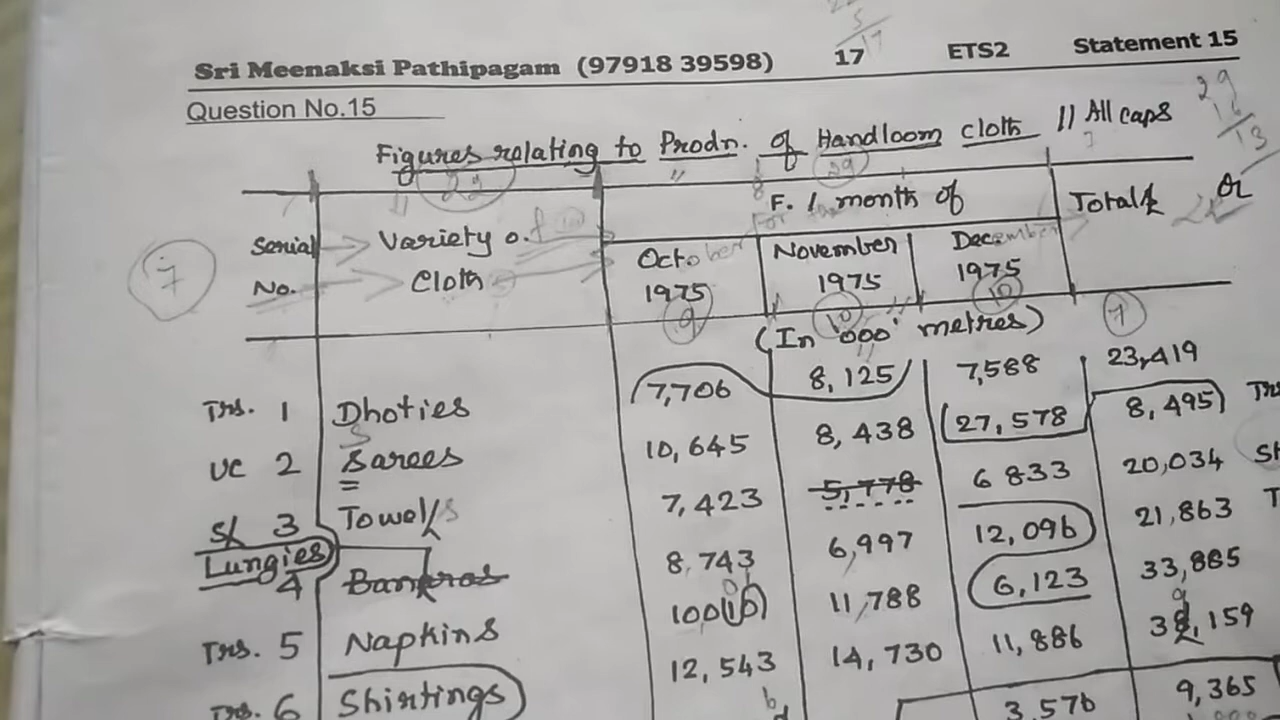 Sri Meenaksi Pathipagam (97918 39598) 17 ETS2 Statement 15
Question No.15
Figures relating to Prodn. of Handloom cloth // All caps
Serial No. Variety of Cloth F. / month of Total/s
October 1975 November 1975 December 1975
(In '000' metres)
Trs. 1 Dhoties 7,706 8,125 7,588 23,419
uc 2 Sarees 10,645 8,438 27,578 8,495
s/ 3 Towel/s 7,423 5,778 6 833 20,034
Lungies 4 Bankras 8,743 6,997 12,096 21,863
Trs. 5 Napkins 100 10 11,788 6,123 33,885
Trs. 6 Shirtings 12,543 14,730 11,886 159
3,576 9,365